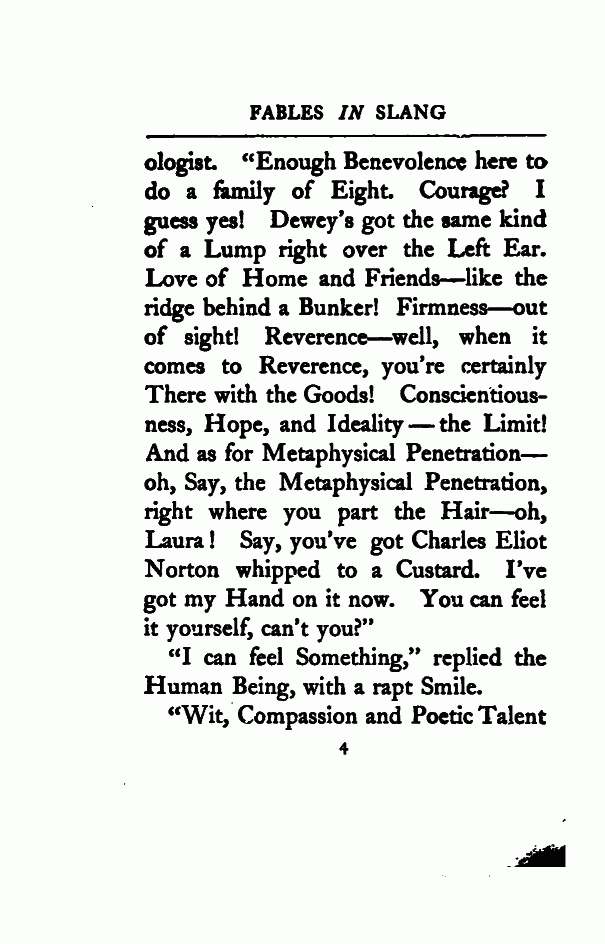 FABLES IN SLANG
ologist. “Enough Benevolence here to
do a family of Eight. Courage? I
guess yes! Dewey’s got the same kind
of a Lump right over the Left Ear.
Love of Home and Friends—like the
ridge behind a Bunker! Firmness—out
of sight! Reverence—well, when it
comes to Reverence, you’re certainly
There with the Goods! Conscientious-
ness, Hope, and Ideality — the Limit!
And as for Metaphysical Penetration—
oh, Say, the Metaphysical Penetration,
right where you part the Hair—oh,
Laura! Say, you’ve got Charles Eliot
Norton whipped to a Custard. I’ve
got my Hand on it now. You can feel
it yourself, can’t you?”
“I can feel Something,” replied the
Human Being, with a rapt Smile.
“Wit, Compassion and Poetic Talent
4